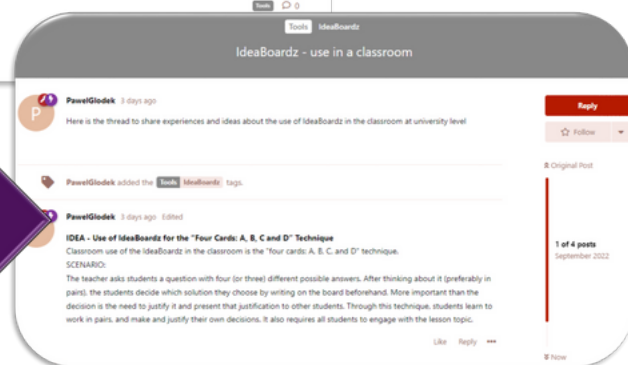 Tools 0
Tools IdeaBoardz
IdeaBoardz - use in a classroom
P
PawelGlodek 3 days ago
Here is the thread to share experiences and ideas about the use of IdeaBoardz in the classroom at university level
Reply
Follow
Original Post
PawelGlodek added the Tools IdeaBoardz tags.
PawelGlodek 3 days ago Edited
IDEA - Use of IdeaBoardz for the "Four Cards: A, B, C and D" Technique
Classroom use of the IdeaBoardz in the classroom is the "Four cards: A, B, C, and D" technique.
SCENARIO:
The teacher asks students a question with four (or three) different possible answers. After thinking about it (preferably in
pairs), the students decide which solution they choose by writing on the board beforehand. More important than the
decision is the need to justify it and present that justification to other students. Through this technique, students learn to
work in pairs, and make and justify their own decisions. It also requires all students to engage with the lesson topic.
1 of 4 posts
September 2022
Like Reply •••
Now